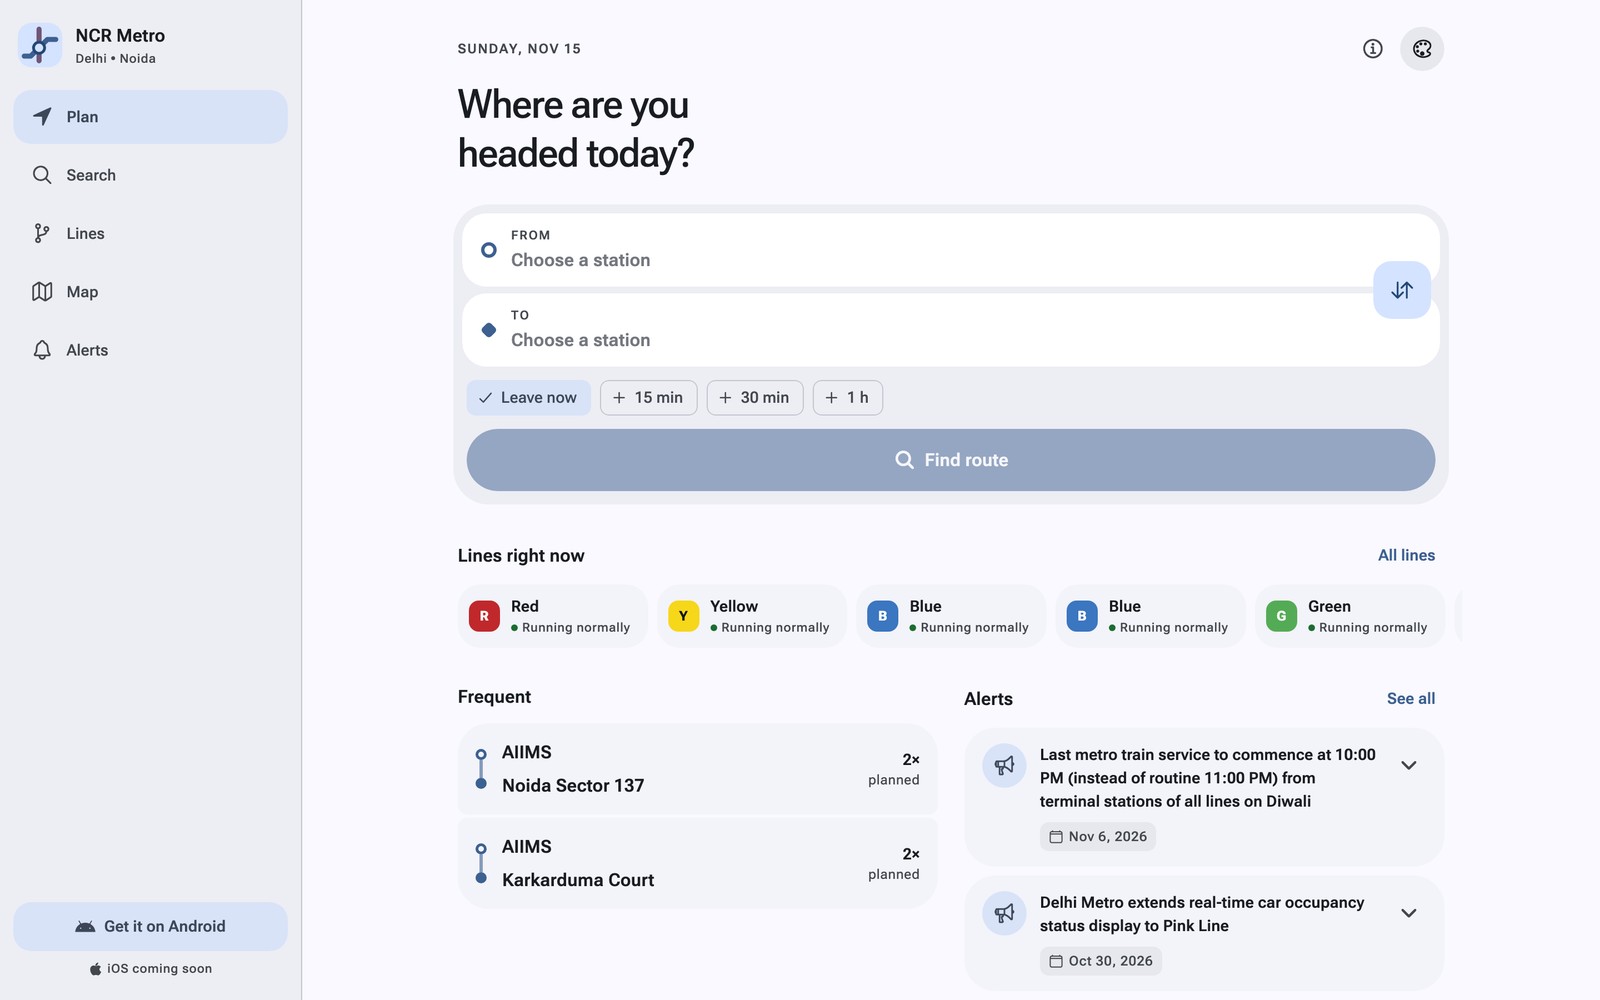 NCR Metro
Delhi • Noida
Plan
Search
Lines
Map
Alerts
Get it on Android
iOS coming soon
SUNDAY, NOV 15
Where are you
headed today?
FROM
Choose a station
TO
Choose a station
Leave now
15 min
30 min
1 h
Find route
Lines right now
All lines
R
Red
Running normally
Y
Yellow
Running normally
B
Blue
Running normally
B
Blue
Running normally
G
Green
Running normally
Frequent
AIIMS
Noida Sector 137
2×
planned
AIIMS
Karkarduma Court
2×
planned
Alerts
See all
Last metro train service to commence at 10:00
PM (instead of routine 11:00 PM) from
terminal stations of all lines on Diwali
Nov 6, 2026
Delhi Metro extends real-time car occupancy
status display to Pink Line
Oct 30, 2026